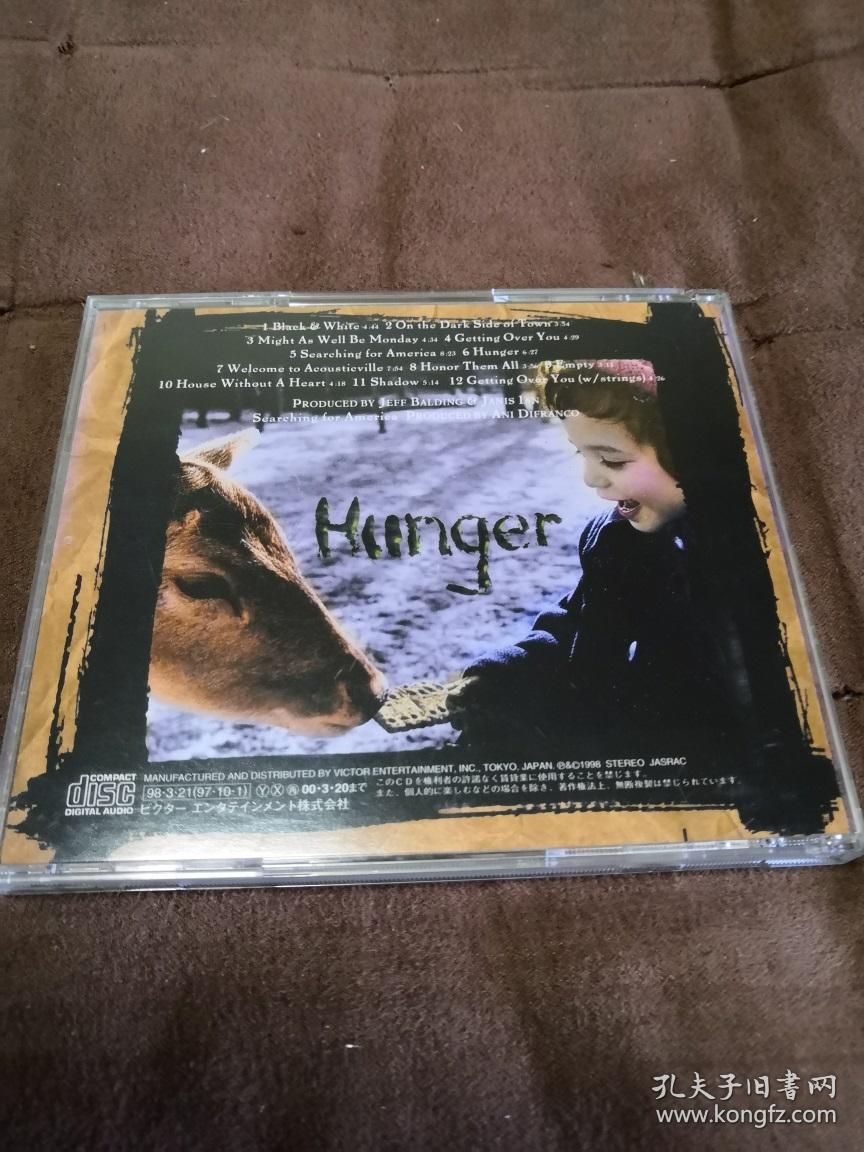 1 Black & White 4:44 2 On the Dark Side of Town 3:54
3 Might As Well Be Monday 4:34 4 Getting Over You 4:29
5 Searching for America 8:23 6 Hunger 6:27
7 Welcome to Acousticville 7:54 8 Honor Them All 3:56 9 Empty 3:11
10 House Without A Heart 4:18 11 Shadow 5:14 12 Getting Over You (w/strings) 4:26
PRODUCED BY JEFF BALDING & JANIS IAN
Searching for America PRODUCED BY ANI DIFRANCO
Hunger
COMPACT disc DIGITAL AUDIO
MANUFACTURED AND DISTRIBUTED BY VICTOR ENTERTAINMENT, INC., TOKYO, JAPAN. ℗&©1998 STEREO JASRAC
98·3·21(97·10·1) Ⓨ Ⓧ 00·3·20まで
ビクター エンタテインメント株式会社
このCDを権利者の許諾なく賃貸業に使用することを禁じます。
また、個人的に楽しむなどの場合を除き、著作権法上、無断複製は禁じられています。
孔夫子旧书网
www.kongfz.com